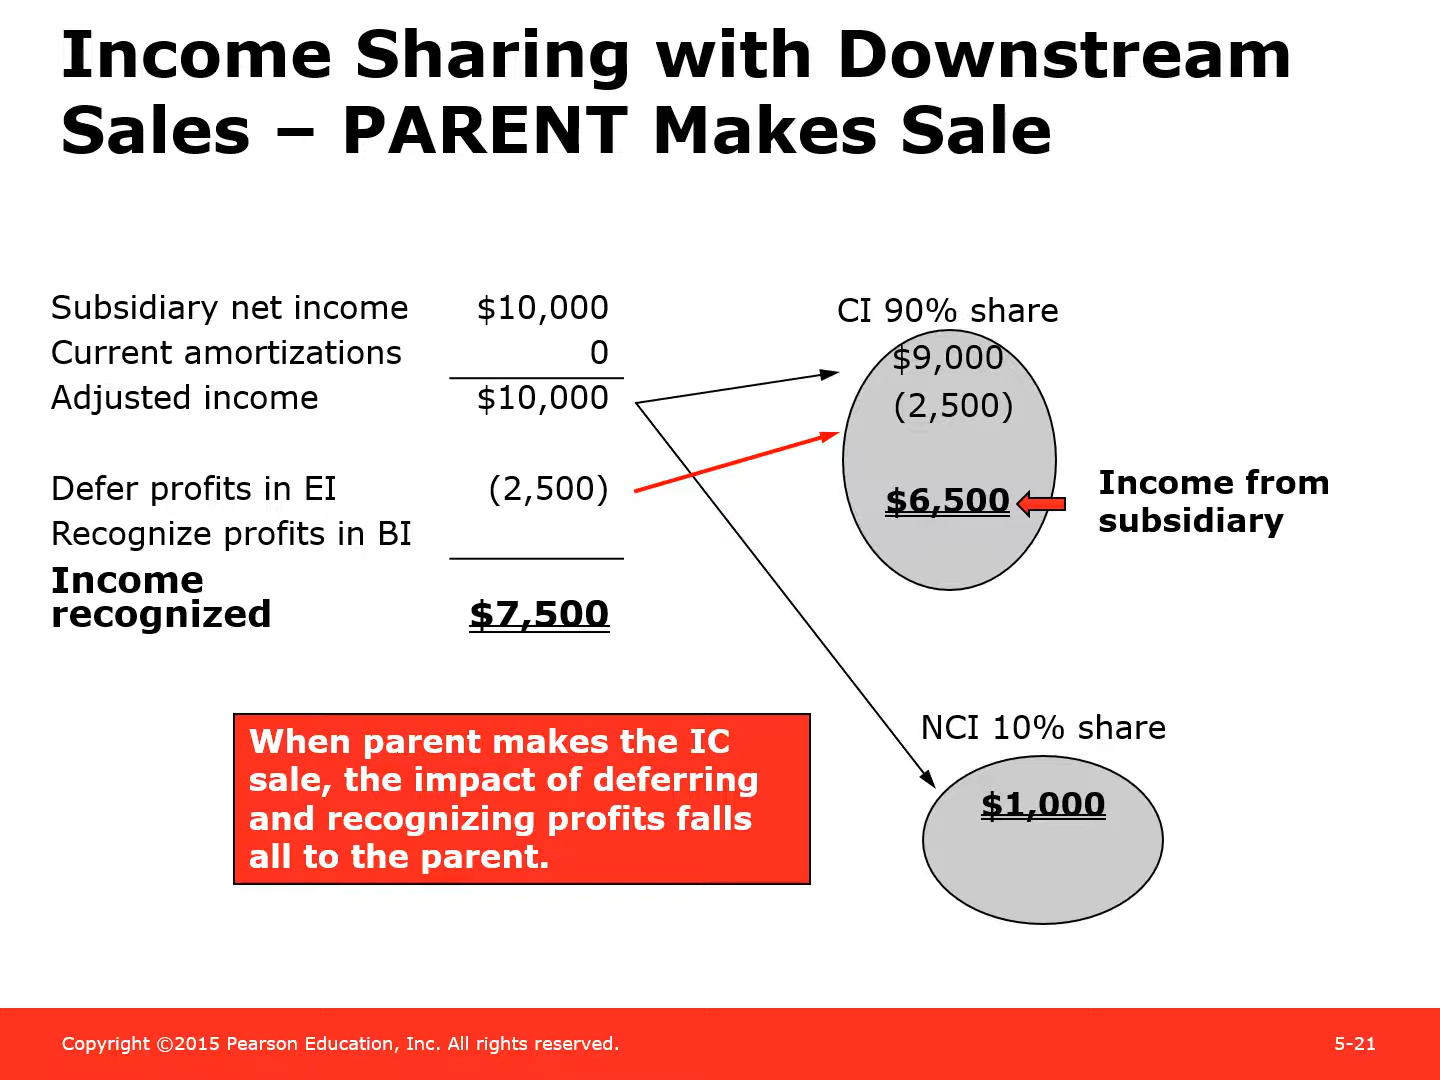 Income Sharing with Downstream
Sales – PARENT Makes Sale
Subsidiary net income $10,000
Current amortizations 0
Adjusted income $10,000
Defer profits in EI (2,500)
Recognize profits in BI
Income
recognized $7,500
CI 90% share
$9,000
(2,500)
$6,500
Income from
subsidiary
When parent makes the IC
sale, the impact of deferring
and recognizing profits falls
all to the parent.
NCI 10% share
$1,000
Copyright ©2015 Pearson Education, Inc. All rights reserved. 5-21